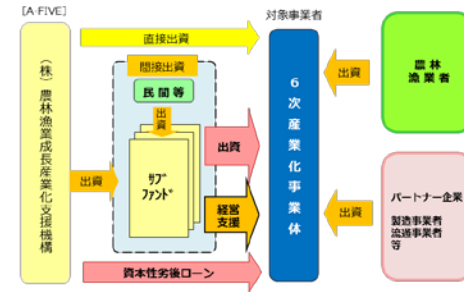 [A-FIVE]
対象事業者
直接出資
間接出資
民間等
出資
(株)農林漁業成長産業化支援機構
出資
サブ
ファンド
出資
経営
支援
資本性劣後ローン
6次産業化事業体
出資
農林
漁業者
出資
パートナー企業
製造事業者
流通事業者
等